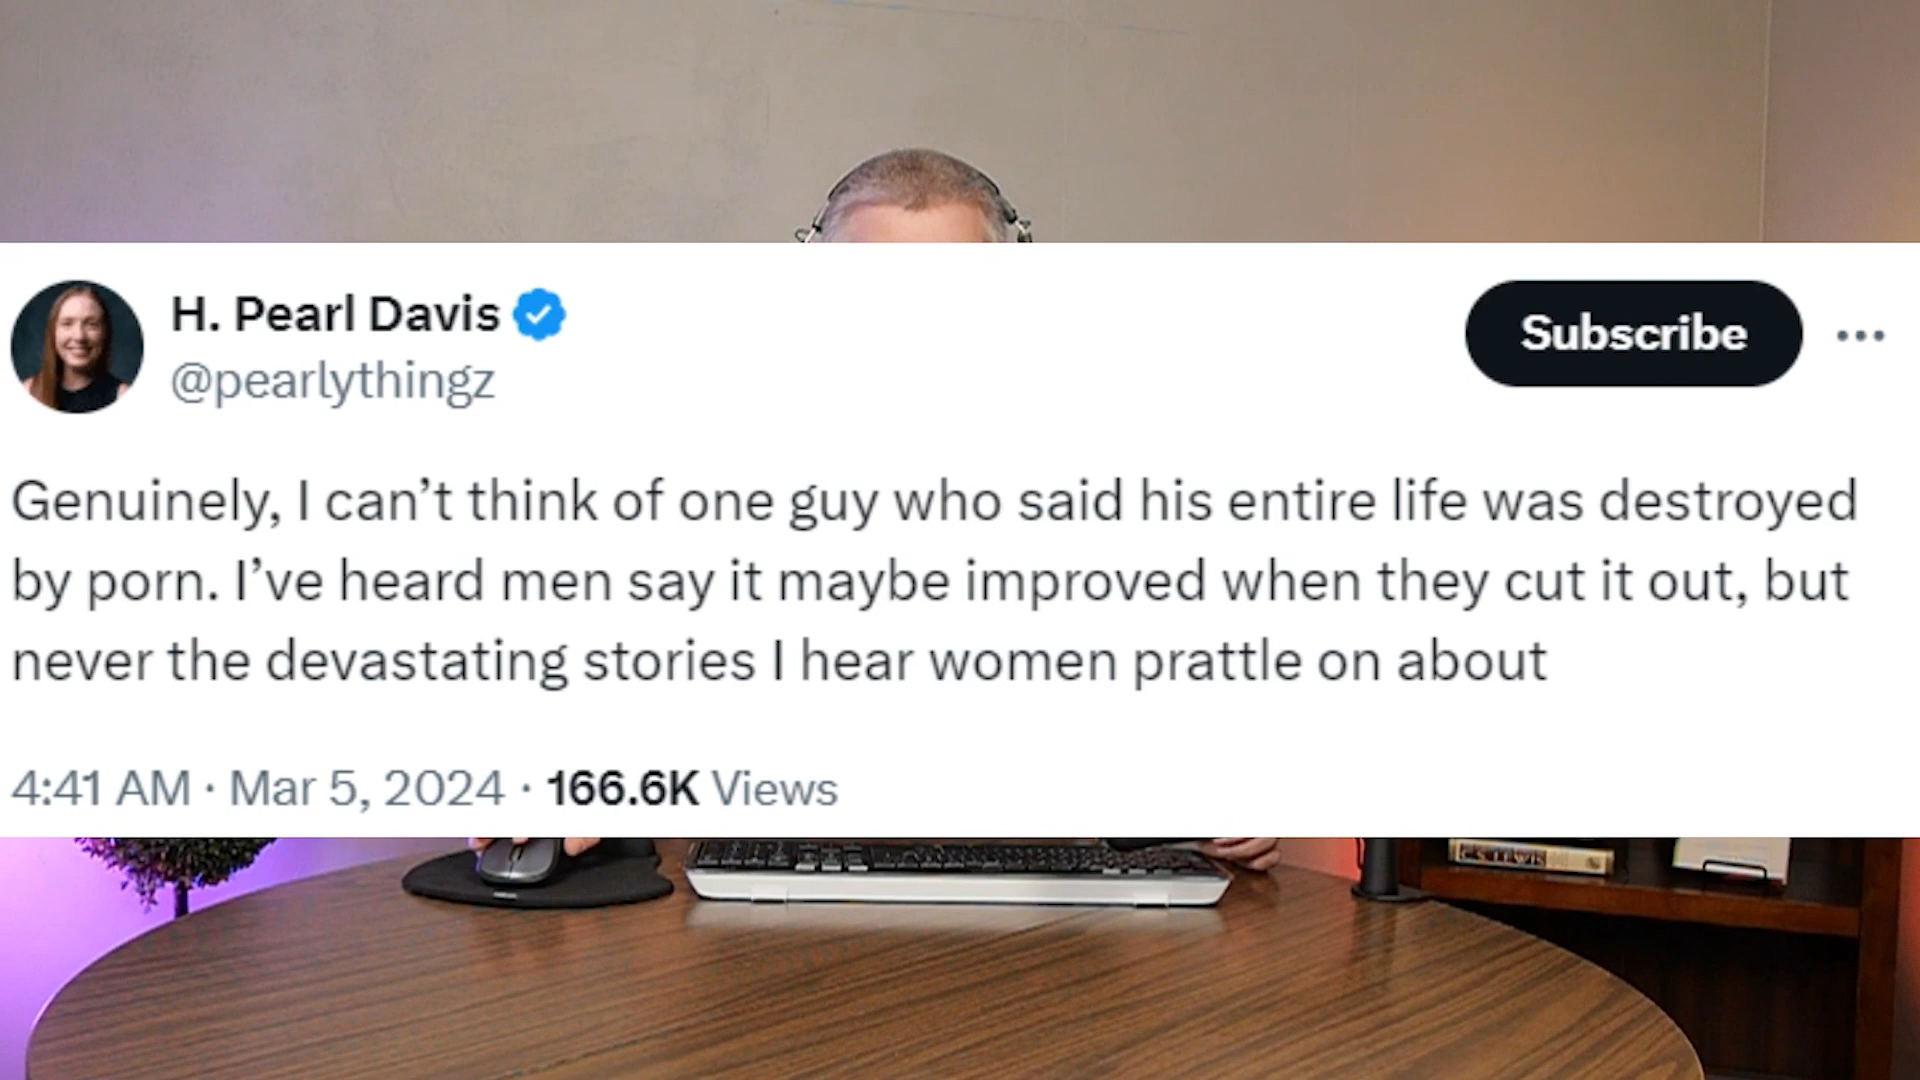 H. Pearl Davis
@pearlythingz
Subscribe
Genuinely, I can’t think of one guy who said his entire life was destroyed
by porn. I’ve heard men say it maybe improved when they cut it out, but
never the devastating stories I hear women prattle on about
4:41 AM · Mar 5, 2024 · 166.6K Views
C.S. LEWIS